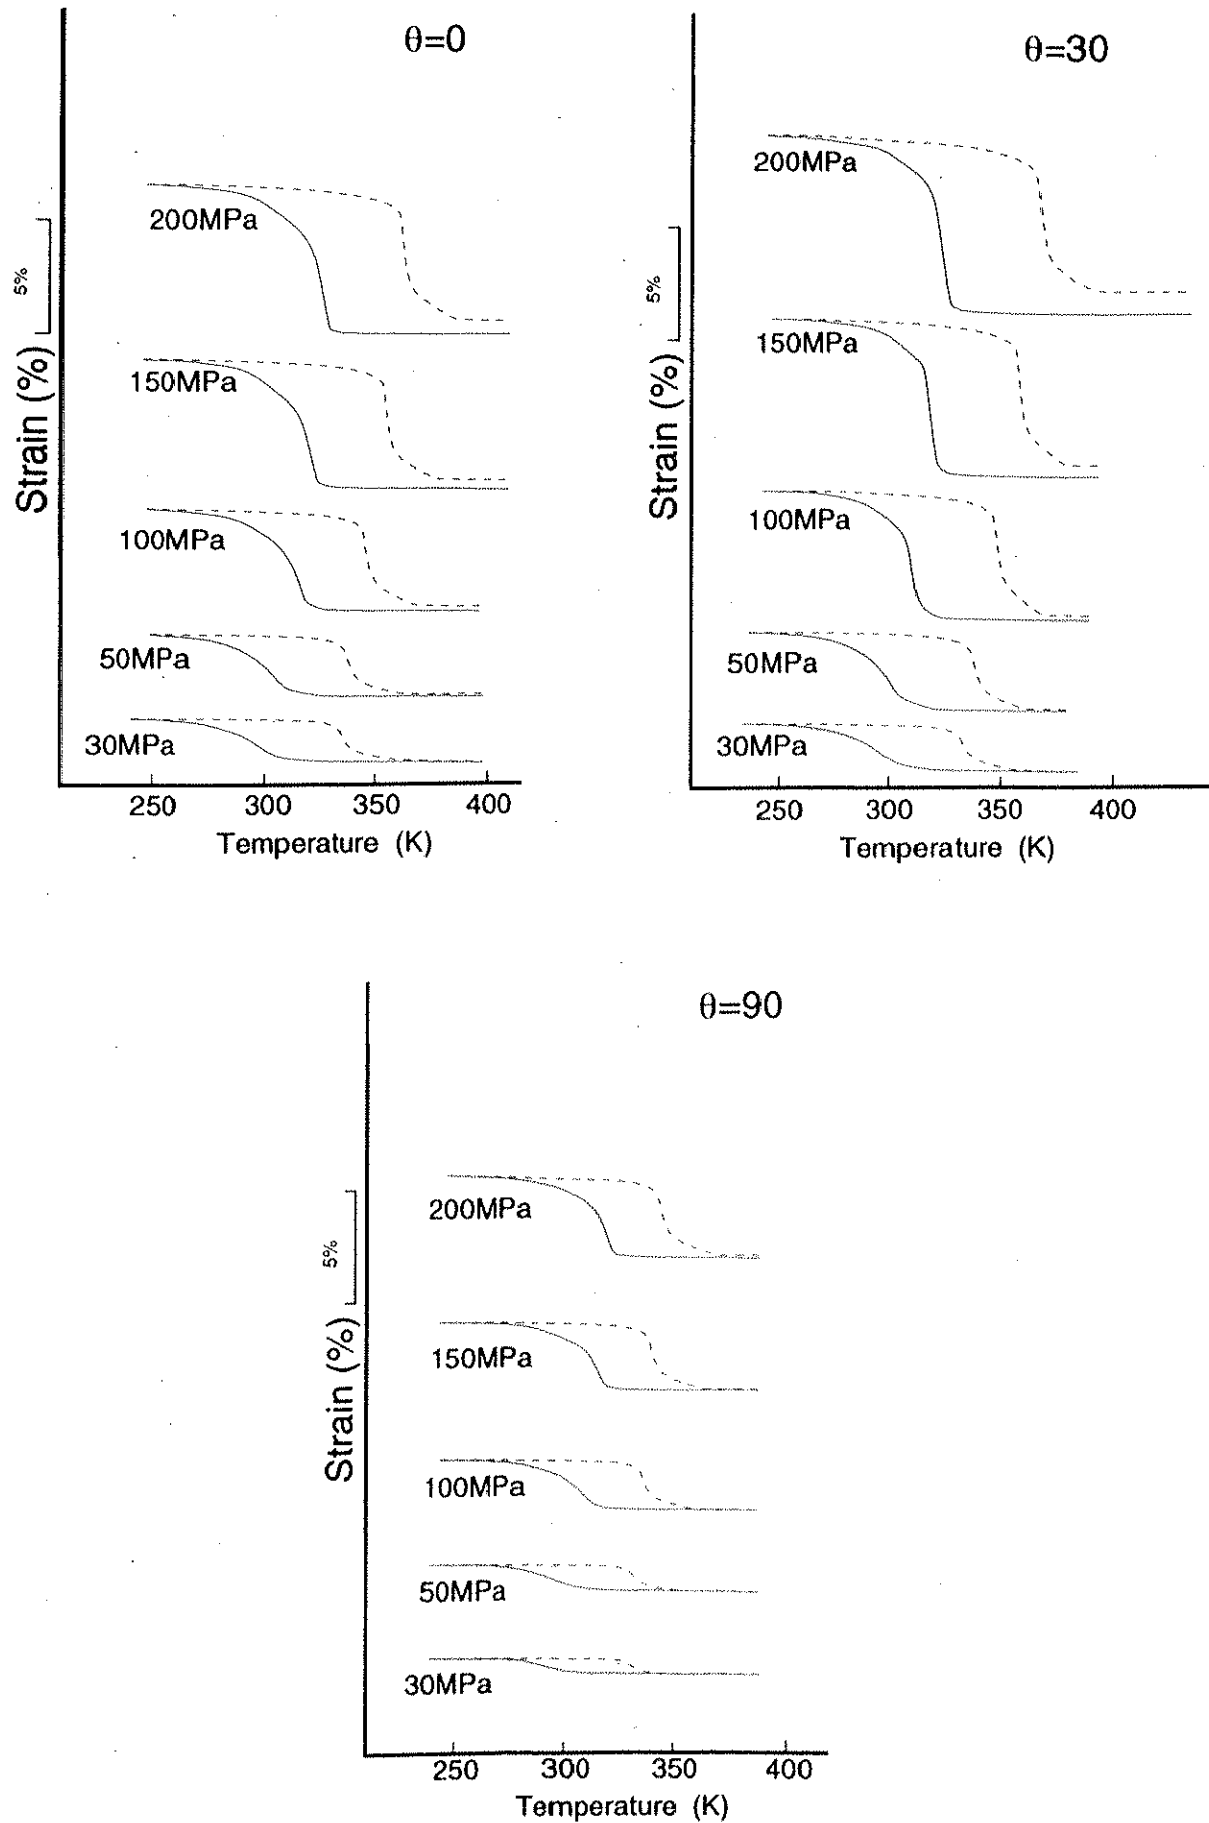 θ=0
200MPa
5%
150MPa
Strain (%)
100MPa
50MPa
30MPa
250 300 350 400
Temperature (K)
θ=30
200MPa
5%
150MPa
Strain (%)
100MPa
50MPa
30MPa
250 300 350 400
Temperature (K)
θ=90
200MPa
5%
150MPa
Strain (%)
100MPa
50MPa
30MPa
250 300 350 400
Temperature (K)